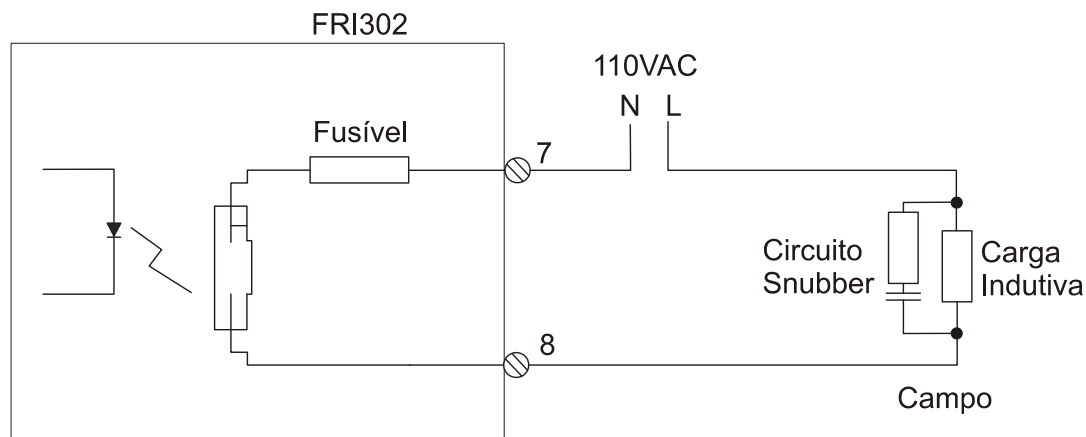 FRI302
110VAC
N L
Fusível
7
Circuito
Snubber
Carga
Indutiva
8
Campo